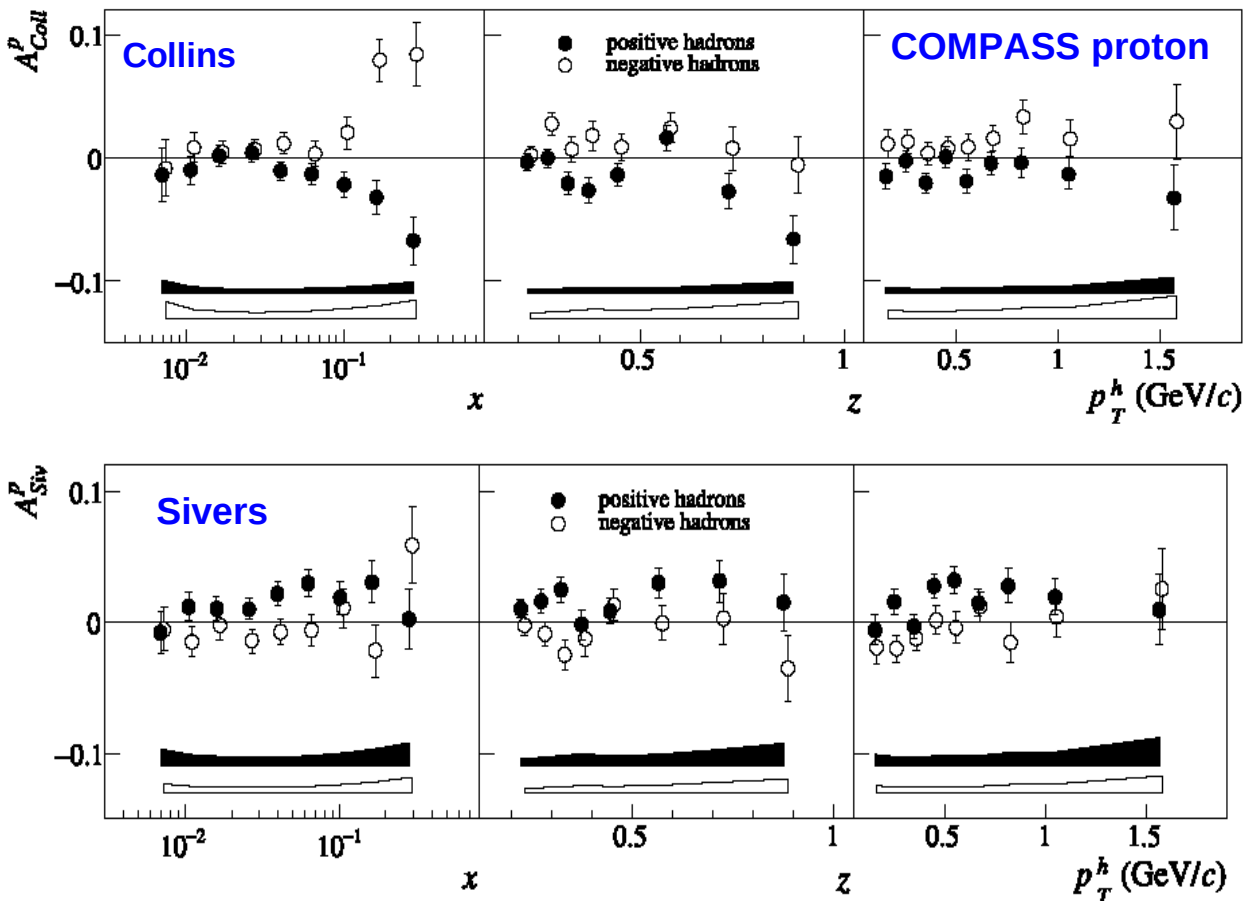 0.1
A^p_Coll
Collins
positive hadrons
negative hadrons
COMPASS proton
0
−0.1
10⁻² 10⁻¹ 0.5 1 0.5 1 1.5
x z p_T^h (GeV/c)
0.1
A^p_Siv
Sivers
positive hadrons
negative hadrons
0
−0.1
10⁻² 10⁻¹ 0.5 1 0.5 1 1.5
x z p_T^h (GeV/c)